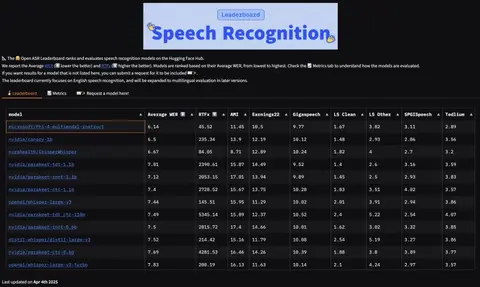 Leaderboard
Speech Recognition
The Open ASR Leaderboard ranks and evaluates speech recognition models on the Hugging Face Hub.
We report the Average WER (lower the better) and RTFx (higher the better). Models are ranked based on their Average WER, from lowest to highest. Check the Metrics tab to understand how the models are evaluated.
If you want results for a model that is not listed here, you can submit a request for it to be included
The leaderboard currently focuses on English speech recognition, and will be expanded to multilingual evaluation in later versions.
Leaderboard Metrics Request a model here!
model Average WER RTFx AMI Earnings22 Gigaspeech LS Clean LS Other SPGISpeech Tedlium
microsoft/Phi-4-multimodal-instruct 6.14 45.52 11.45 10.5 9.77 1.67 3.82 3.11 2.89
nvidia/canary-1b 6.5 235.34 13.9 12.19 10.12 1.48 2.93 2.06 3.56
nyrahealth/CrisperWhisper 6.67 84.05 8.71 12.89 10.24 1.82 4 2.7 3.2
nvidia/parakeet-tdt-1.1b 7.01 2390.61 15.87 14.49 9.52 1.4 2.6 3.16 3.59
nvidia/parakeet-rnnt-1.1b 7.12 2053.15 17.01 13.94 9.89 1.45 2.5 2.93 3.83
nvidia/parakeet-ctc-1.1b 7.4 2728.52 15.67 13.75 10.28 1.83 3.51 4.02 3.57
openai/whisper-large-v3 7.44 145.51 15.95 11.29 10.02 2.01 3.91 2.94 3.86
nvidia/parakeet-tdt_ctc-110m 7.49 5345.14 15.89 12.37 10.52 2.4 5.22 2.54 4.07
nvidia/parakeet-rnnt-0.6b 7.5 2815.72 17.4 14.66 10.01 1.62 3.02 3.32 3.85
distil-whisper/distil-large-v3 7.52 214.42 15.16 11.79 10.08 2.54 5.19 3.27 3.86
nvidia/parakeet-ctc-0.6b 7.69 4281.53 16.46 14.26 10.39 1.88 3.8 3.89 3.77
openai/whisper-large-v3-turbo 7.83 200.19 16.13 11.63 10.14 2.1 4.24 2.97 3.57
Last updated on Apr 4th 2025